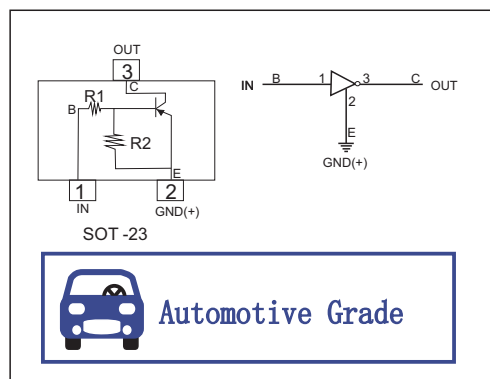 OUT
3
C
R1
B
R2
E
1
2
IN
GND(+)
SOT -23
IN
B
1
3
C
OUT
2
E
GND(+)
Automotive Grade